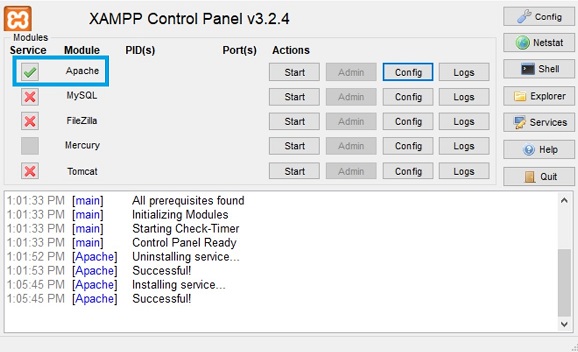 XAMPP Control Panel v3.2.4
Modules
Service Module PID(s) Port(s) Actions
Apache Start Admin Config Logs
MySQL Start Admin Config Logs
FileZilla Start Admin Config Logs
Mercury Start Admin Config Logs
Tomcat Start Admin Config Logs
Config
Netstat
Shell
Explorer
Services
Help
Quit
1:01:33 PM [main] All prerequisites found
1:01:33 PM [main] Initializing Modules
1:01:33 PM [main] Starting Check-Timer
1:01:33 PM [main] Control Panel Ready
1:01:52 PM [Apache] Uninstalling service...
1:01:53 PM [Apache] Successful!
1:05:45 PM [Apache] Installing service...
1:05:45 PM [Apache] Successful!